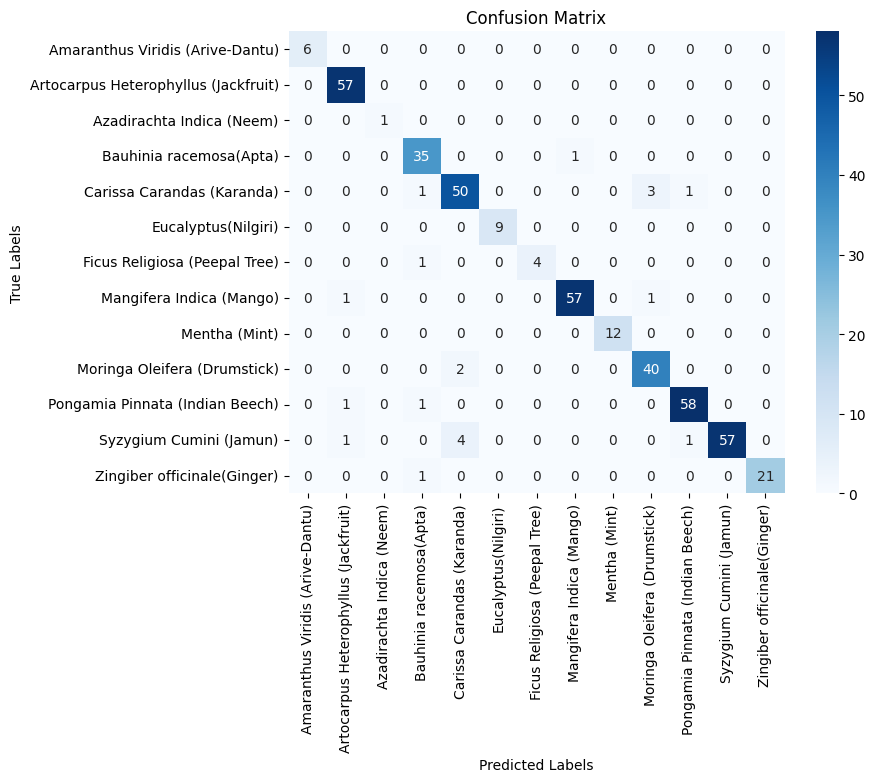 Confusion Matrix
True Labels
Amaranthus Viridis (Arive-Dantu) 6 0 0 0 0 0 0 0 0 0 0 0 0
Artocarpus Heterophyllus (Jackfruit) 0 57 0 0 0 0 0 0 0 0 0 0 0
Azadirachta Indica (Neem) 0 0 1 0 0 0 0 0 0 0 0 0 0
Bauhinia racemosa(Apta) 0 0 0 35 0 0 0 1 0 0 0 0 0
Carissa Carandas (Karanda) 0 0 0 1 50 0 0 0 0 3 1 0 0
Eucalyptus(Nilgiri) 0 0 0 0 0 9 0 0 0 0 0 0 0
Ficus Religiosa (Peepal Tree) 0 0 0 1 0 0 4 0 0 0 0 0 0
Mangifera Indica (Mango) 0 1 0 0 0 0 0 57 0 1 0 0 0
Mentha (Mint) 0 0 0 0 0 0 0 0 12 0 0 0 0
Moringa Oleifera (Drumstick) 0 0 0 0 2 0 0 0 0 40 0 0 0
Pongamia Pinnata (Indian Beech) 0 1 0 1 0 0 0 0 0 0 58 0 0
Syzygium Cumini (Jamun) 0 1 0 0 4 0 0 0 0 0 1 57 0
Zingiber officinale(Ginger) 0 0 0 1 0 0 0 0 0 0 0 0 21
Amaranthus Viridis (Arive-Dantu)
Artocarpus Heterophyllus (Jackfruit)
Azadirachta Indica (Neem)
Bauhinia racemosa(Apta)
Carissa Carandas (Karanda)
Eucalyptus(Nilgiri)
Ficus Religiosa (Peepal Tree)
Mangifera Indica (Mango)
Mentha (Mint)
Moringa Oleifera (Drumstick)
Pongamia Pinnata (Indian Beech)
Syzygium Cumini (Jamun)
Zingiber officinale(Ginger)
Predicted Labels
50
40
30
20
10
0